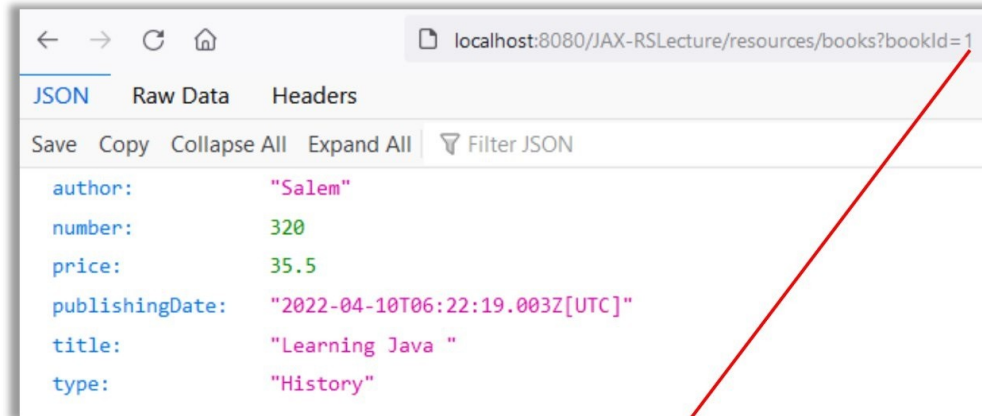 localhost:8080/JAX-RSLecture/resources/books?bookId=1
JSON Raw Data Headers
Save Copy Collapse All Expand All Filter JSON
author: "Salem"
number: 320
price: 35.5
publishingDate: "2022-04-10T06:22:19.003Z[UTC]"
title: "Learning Java "
type: "History"